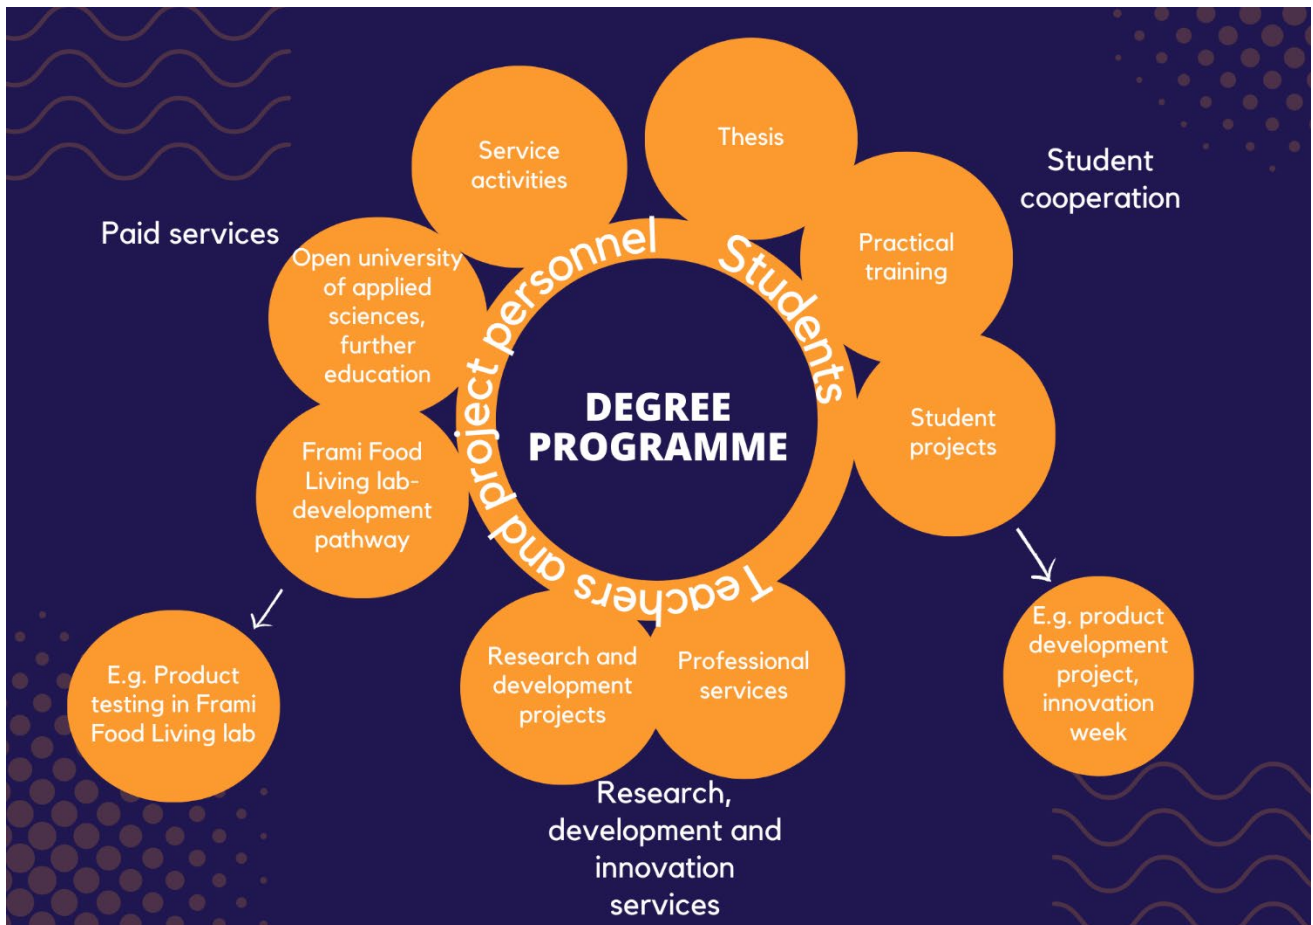 Thesis
Service
activities
Student
cooperation
Paid services
Practical
training
Open university
of applied
sciences,
further
education
Students
Teachers and project personnel
DEGREE
PROGRAMME
Student
projects
Frami Food
Living lab-
development
pathway
E.g. product
development
project,
innovation
week
E.g. Product
testing in Frami
Food Living lab
Research and
development
projects
Professional
services
Research,
development and
innovation
services